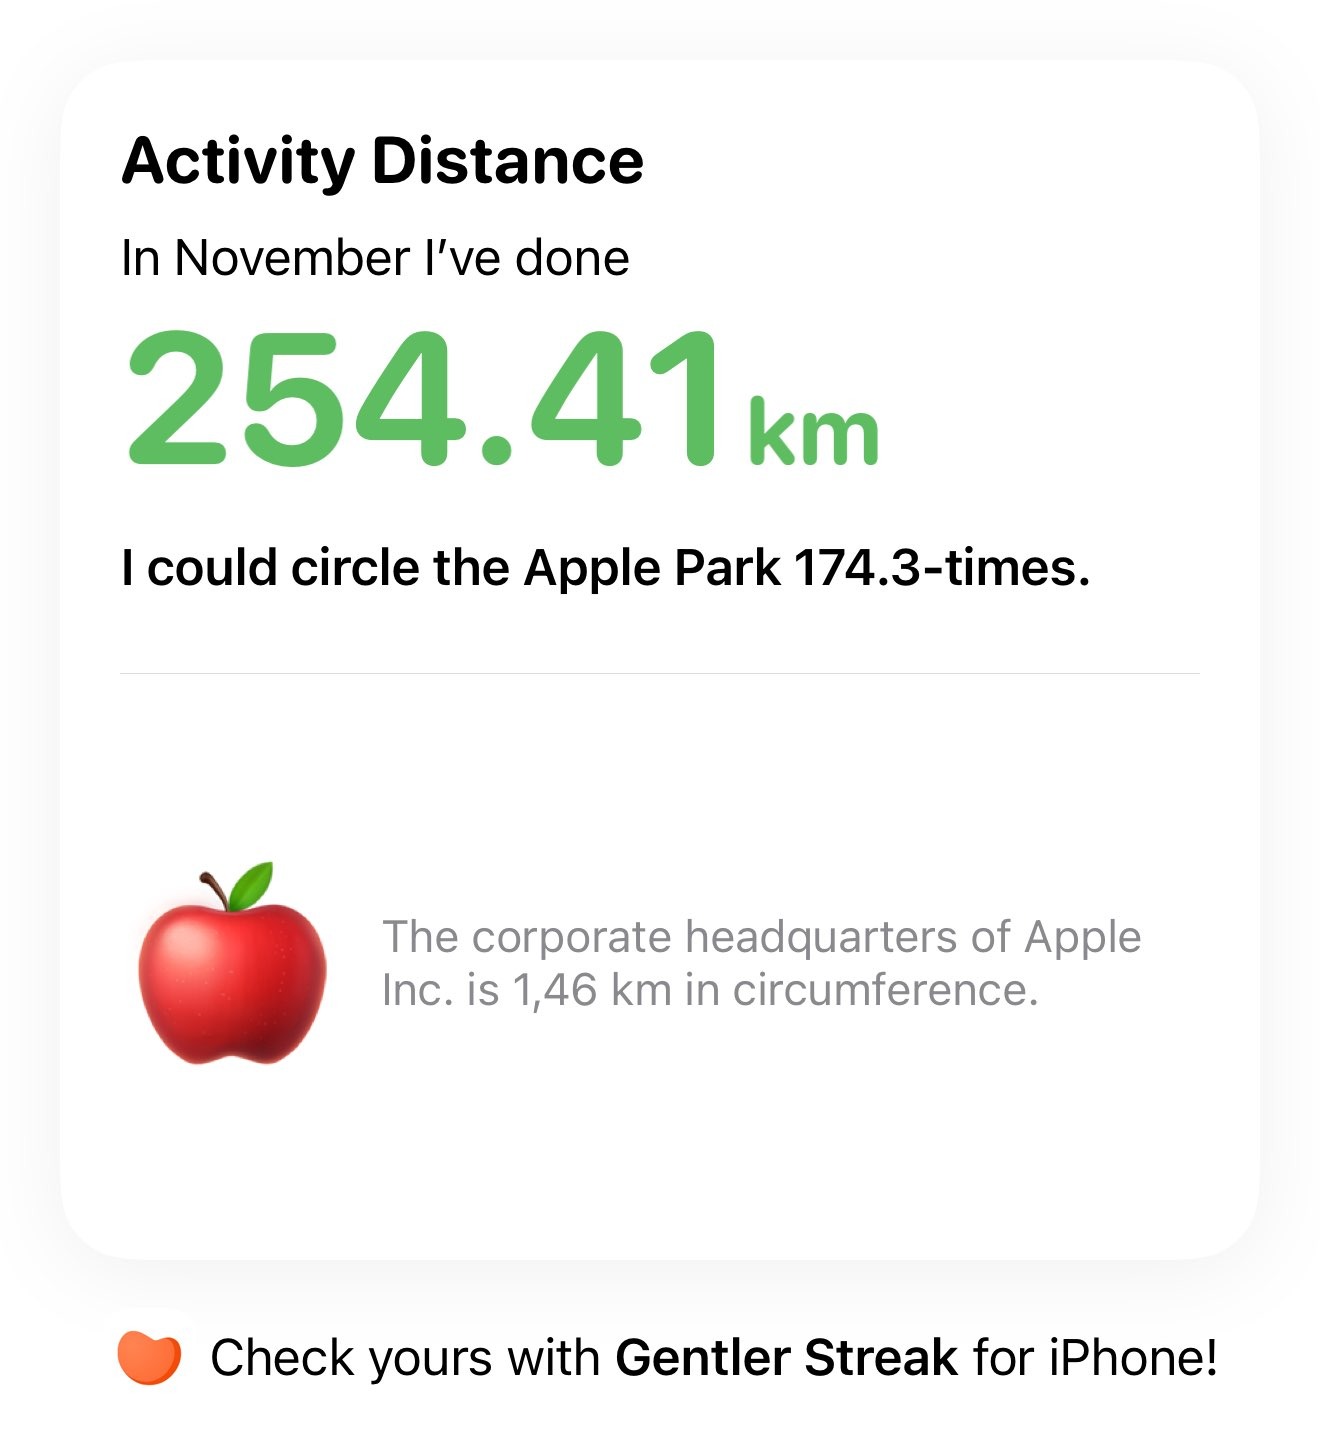 Activity Distance
In November I’ve done
254.41 km
I could circle the Apple Park 174.3-times.
The corporate headquarters of Apple
Inc. is 1,46 km in circumference.
Check yours with Gentler Streak for iPhone!